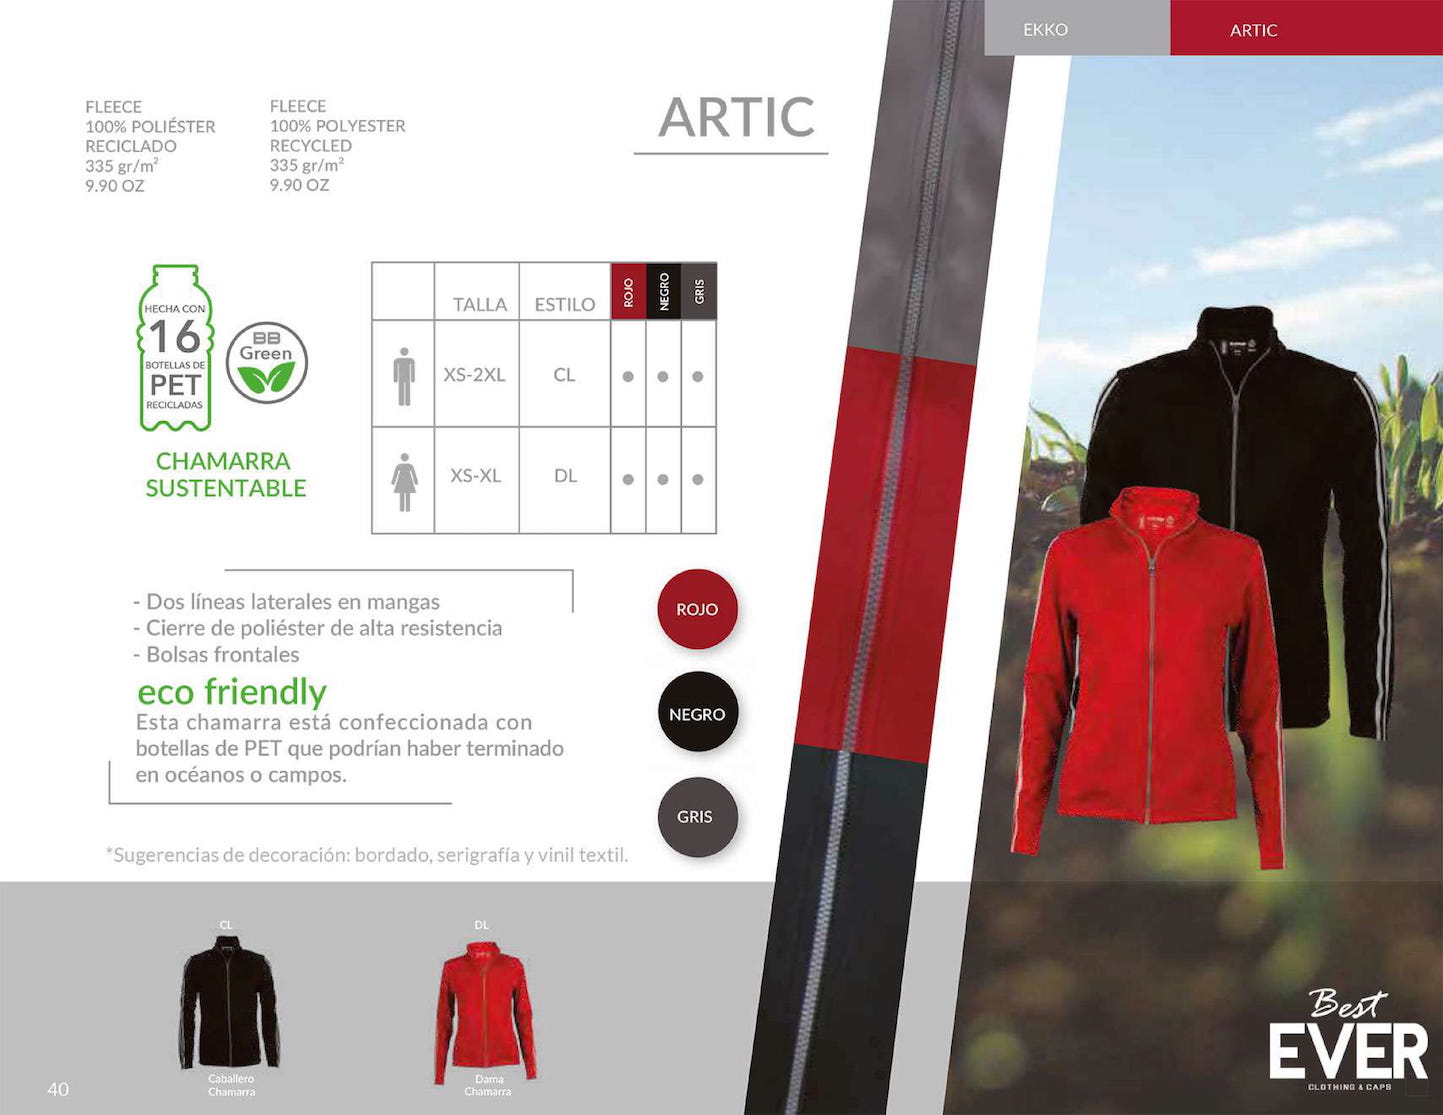 EKKO
ARTIC
FLEECE
100% POLIÉSTER
RECICLADO
335 gr/m²
9.90 OZ
FLEECE
100% POLYESTER
RECYCLED
335 gr/m²
9.90 OZ
ARTIC
HECHA CON
16
BOTELLAS DE
PET
RECICLADAS
BB
Green
CHAMARRA
SUSTENTABLE
TALLA ESTILO ROJO NEGRO GRIS
XS-2XL CL
XS-XL DL
- Dos líneas laterales en mangas
- Cierre de poliéster de alta resistencia
- Bolsas frontales
eco friendly
Esta chamarra está confeccionada con
botellas de PET que podrían haber terminado
en océanos o campos.
ROJO
NEGRO
GRIS
*Sugerencias de decoración: bordado, serigrafía y vinil textil.
CL
Caballero
Chamarra
DL
Dama
Chamarra
40
Best
EVER
CLOTHING & CAPS